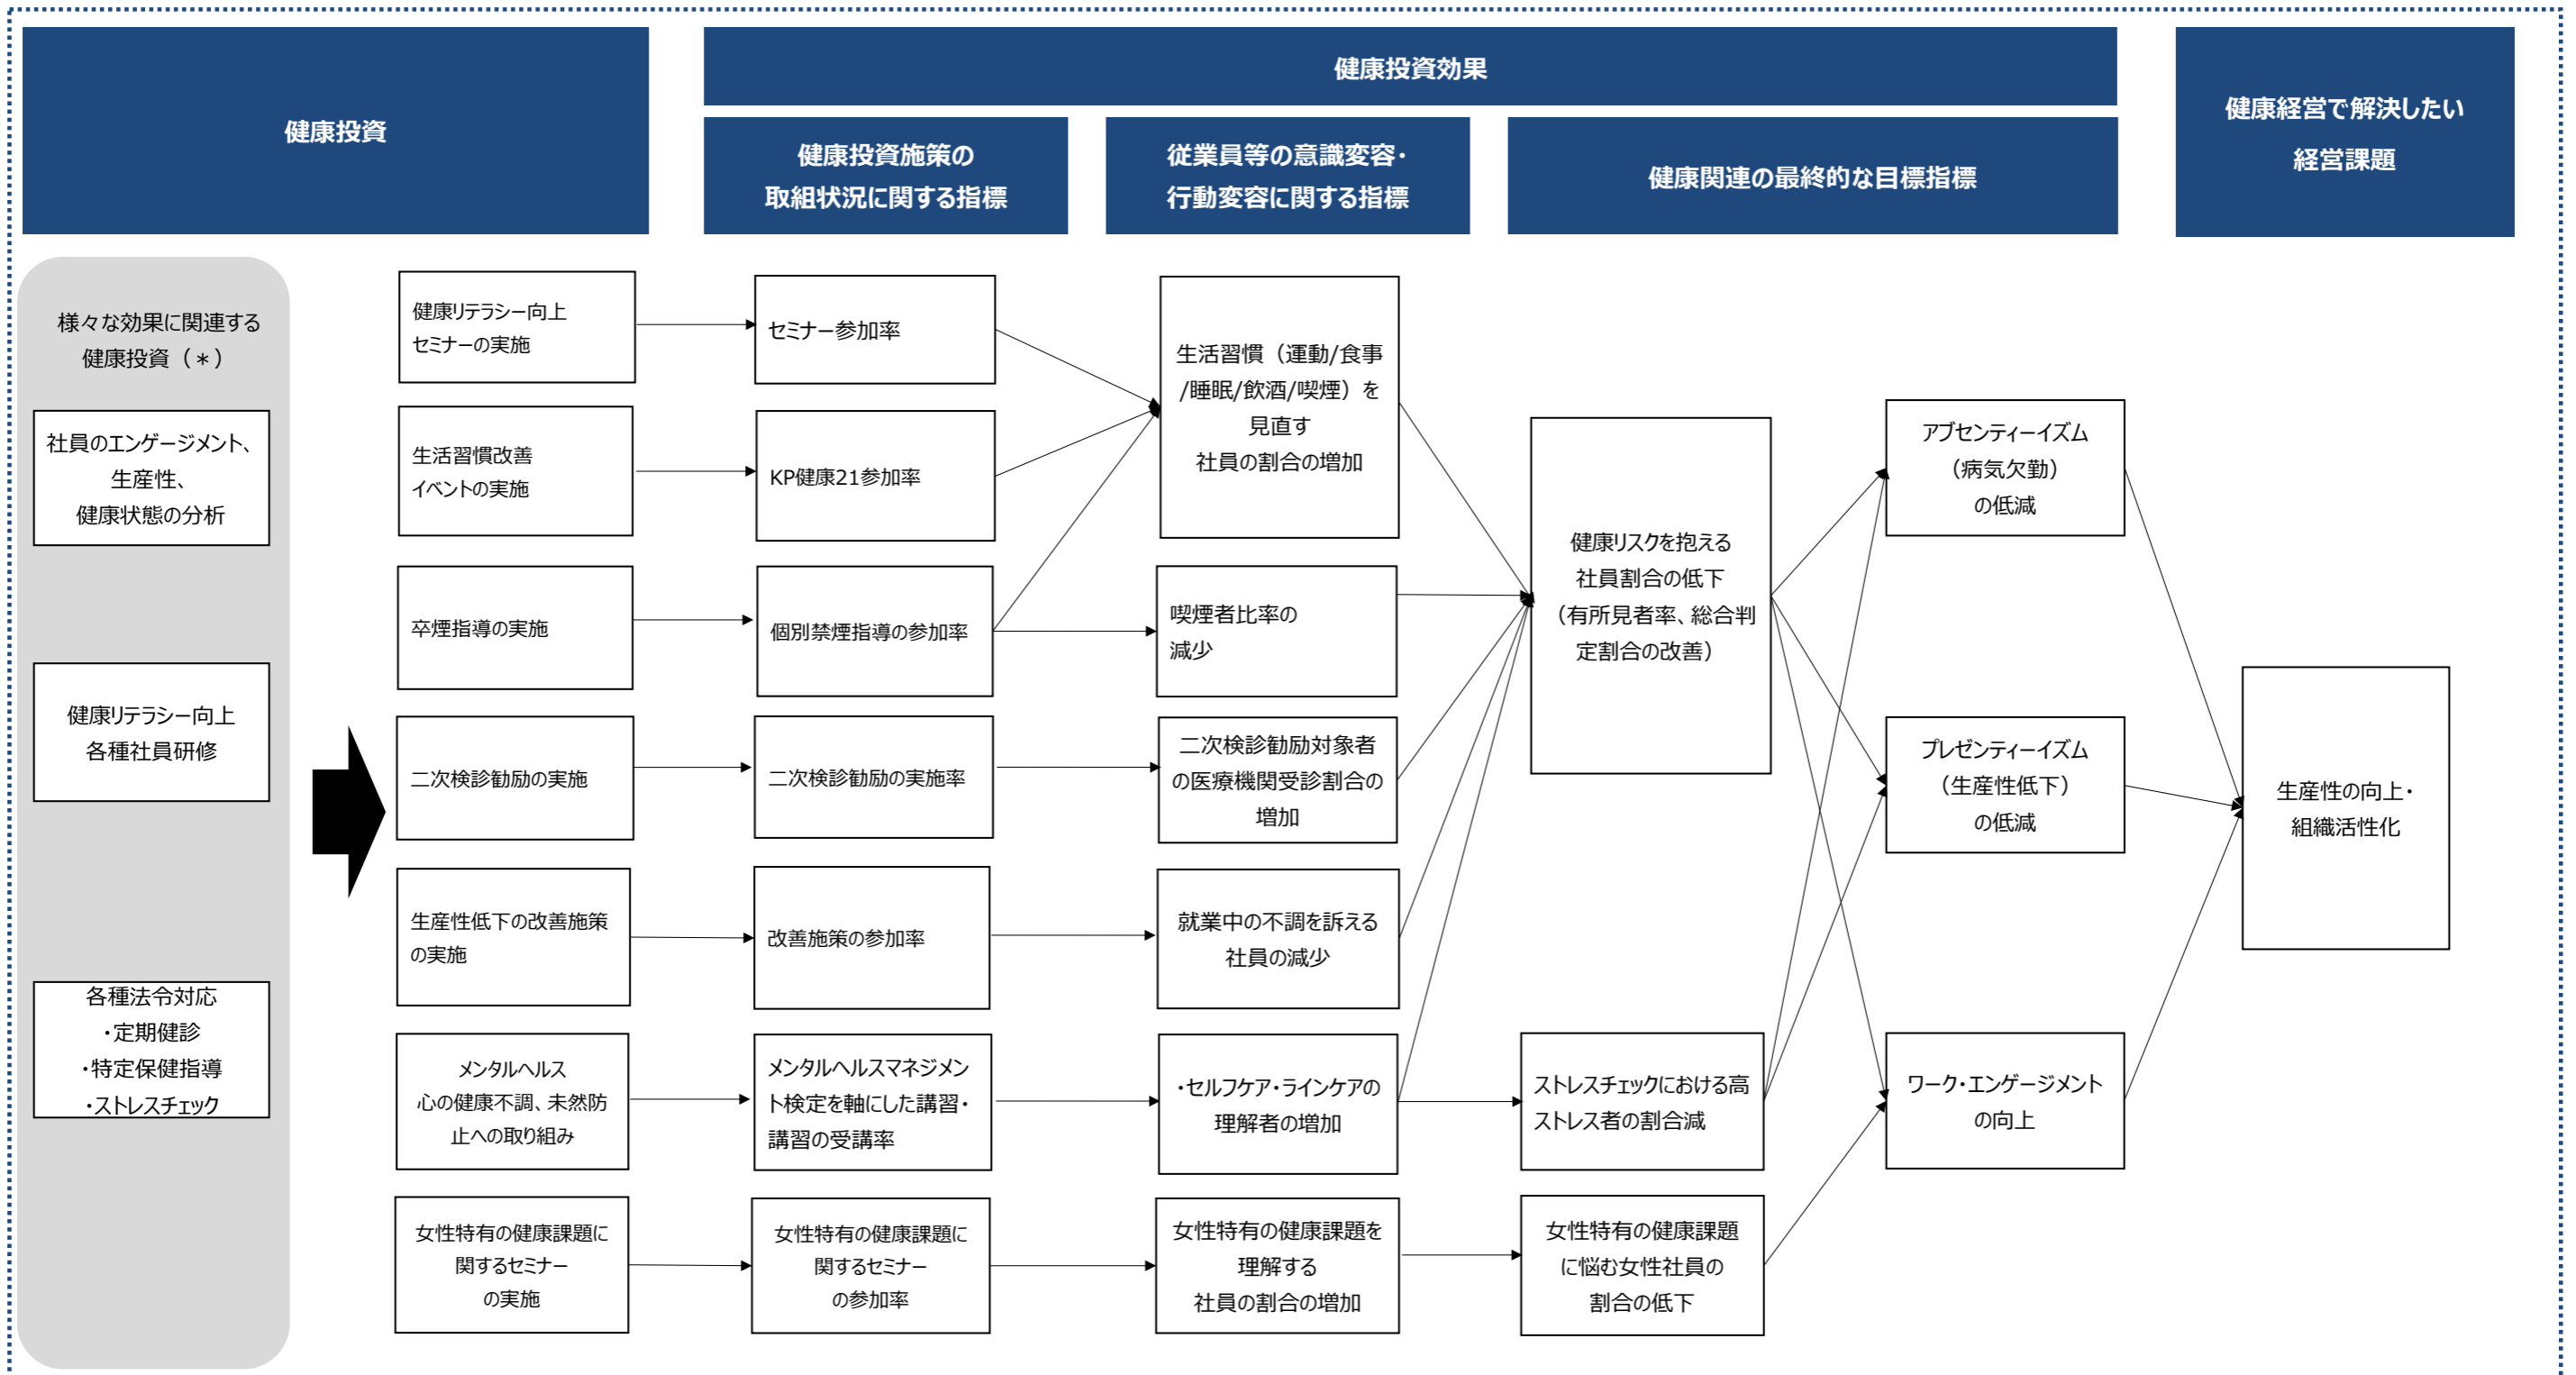 健康投資
健康投資効果
健康投資施策の
取組状況に関する指標
従業員等の意識変容・
行動変容に関する指標
健康関連の最終的な目標指標
健康経営で解決したい
経営課題
様々な効果に関連する
健康投資（＊）
社員のエンゲージメント、
生産性、
健康状態の分析
健康リテラシー向上
各種社員研修
各種法令対応
・定期健診
・特定保健指導
・ストレスチェック
健康リテラシー向上
セミナーの実施
生活習慣改善
イベントの実施
卒煙指導の実施
二次検診勧励の実施
生産性低下の改善施策
の実施
メンタルヘルス
心の健康不調、未然防
止への取り組み
女性特有の健康課題に
関するセミナー
の実施
セミナー参加率
KP健康21参加率
個別禁煙指導の参加率
二次検診勧励の実施率
改善施策の参加率
メンタルヘルスマネジメン
ト検定を軸にした講習・
講習の受講率
女性特有の健康課題に
関するセミナー
の参加率
生活習慣（運動/食事
/睡眠/飲酒/喫煙）を
見直す
社員の割合の増加
喫煙者比率の
減少
二次検診勧励対象者
の医療機関受診割合の
増加
就業中の不調を訴える
社員の減少
・セルフケア・ラインケアの
理解者の増加
女性特有の健康課題を
理解する
社員の割合の増加
健康リスクを抱える
社員割合の低下
（有所見者率、総合判
定割合の改善）
ストレスチェックにおける高
ストレス者の割合減
女性特有の健康課題
に悩む女性社員の
割合の低下
アブセンティーイズム
（病気欠勤）
の低減
プレゼンティーイズム
（生産性低下）
の低減
ワーク・エンゲージメント
の向上
生産性の向上・
組織活性化